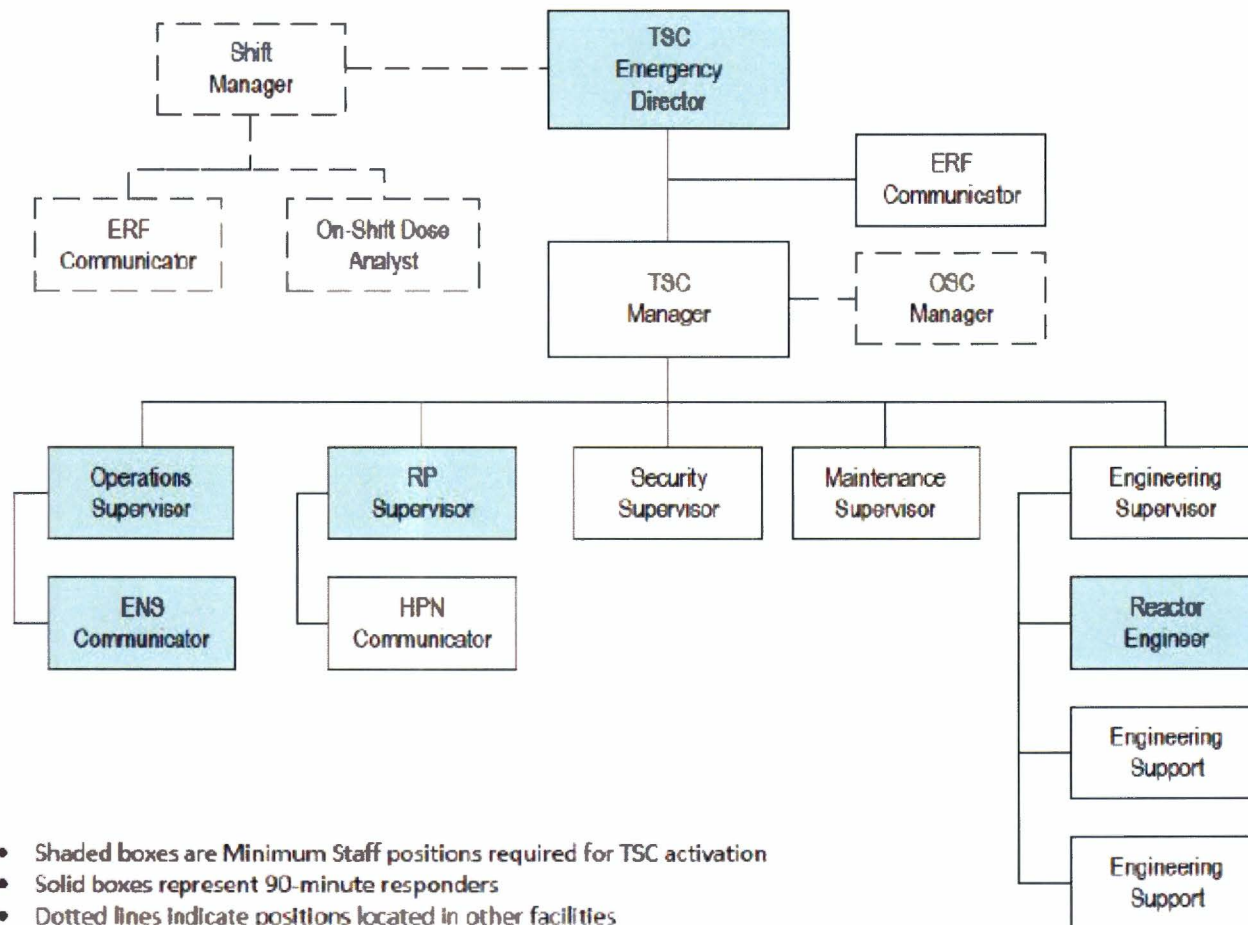 TSC
Emergency
Director
Shift
Manager
ERF
Communicator
ERF
Communicator
On-Shift Dose
Analyst
TSC
Manager
OSC
Manager
Operations
Supervisor
RP
Supervisor
Security
Supervisor
Maintenance
Supervisor
Engineering
Supervisor
ENS
Communicator
HPN
Communicator
Reactor
Engineer
Engineering
Support
Engineering
Support
• Shaded boxes are Minimum Staff positions required for TSC activation
• Solid boxes represent 90-minute responders
• Dotted lines indicate positions located in other facilities